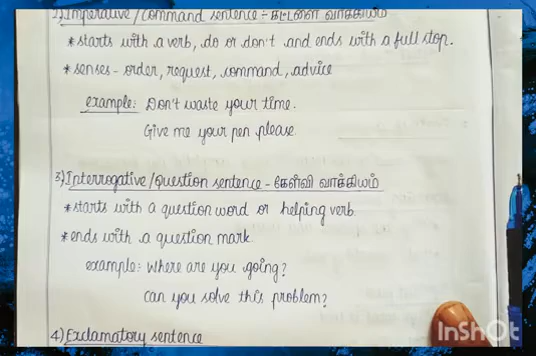 2) Imperative/Command sentence - கட்டளை வாக்கியம்
*starts with a verb, do or don't and ends with a full stop.
*senses - order, request, command, advice
example: Don't waste your time.
Give me your pen please.
3) Interrogative/Question sentence - கேள்வி வாக்கியம்
*starts with a question word or helping verb.
*ends with a question mark
example: Where are you going?
Can you solve this problem?
4) Exclamatory sentence
InShOt